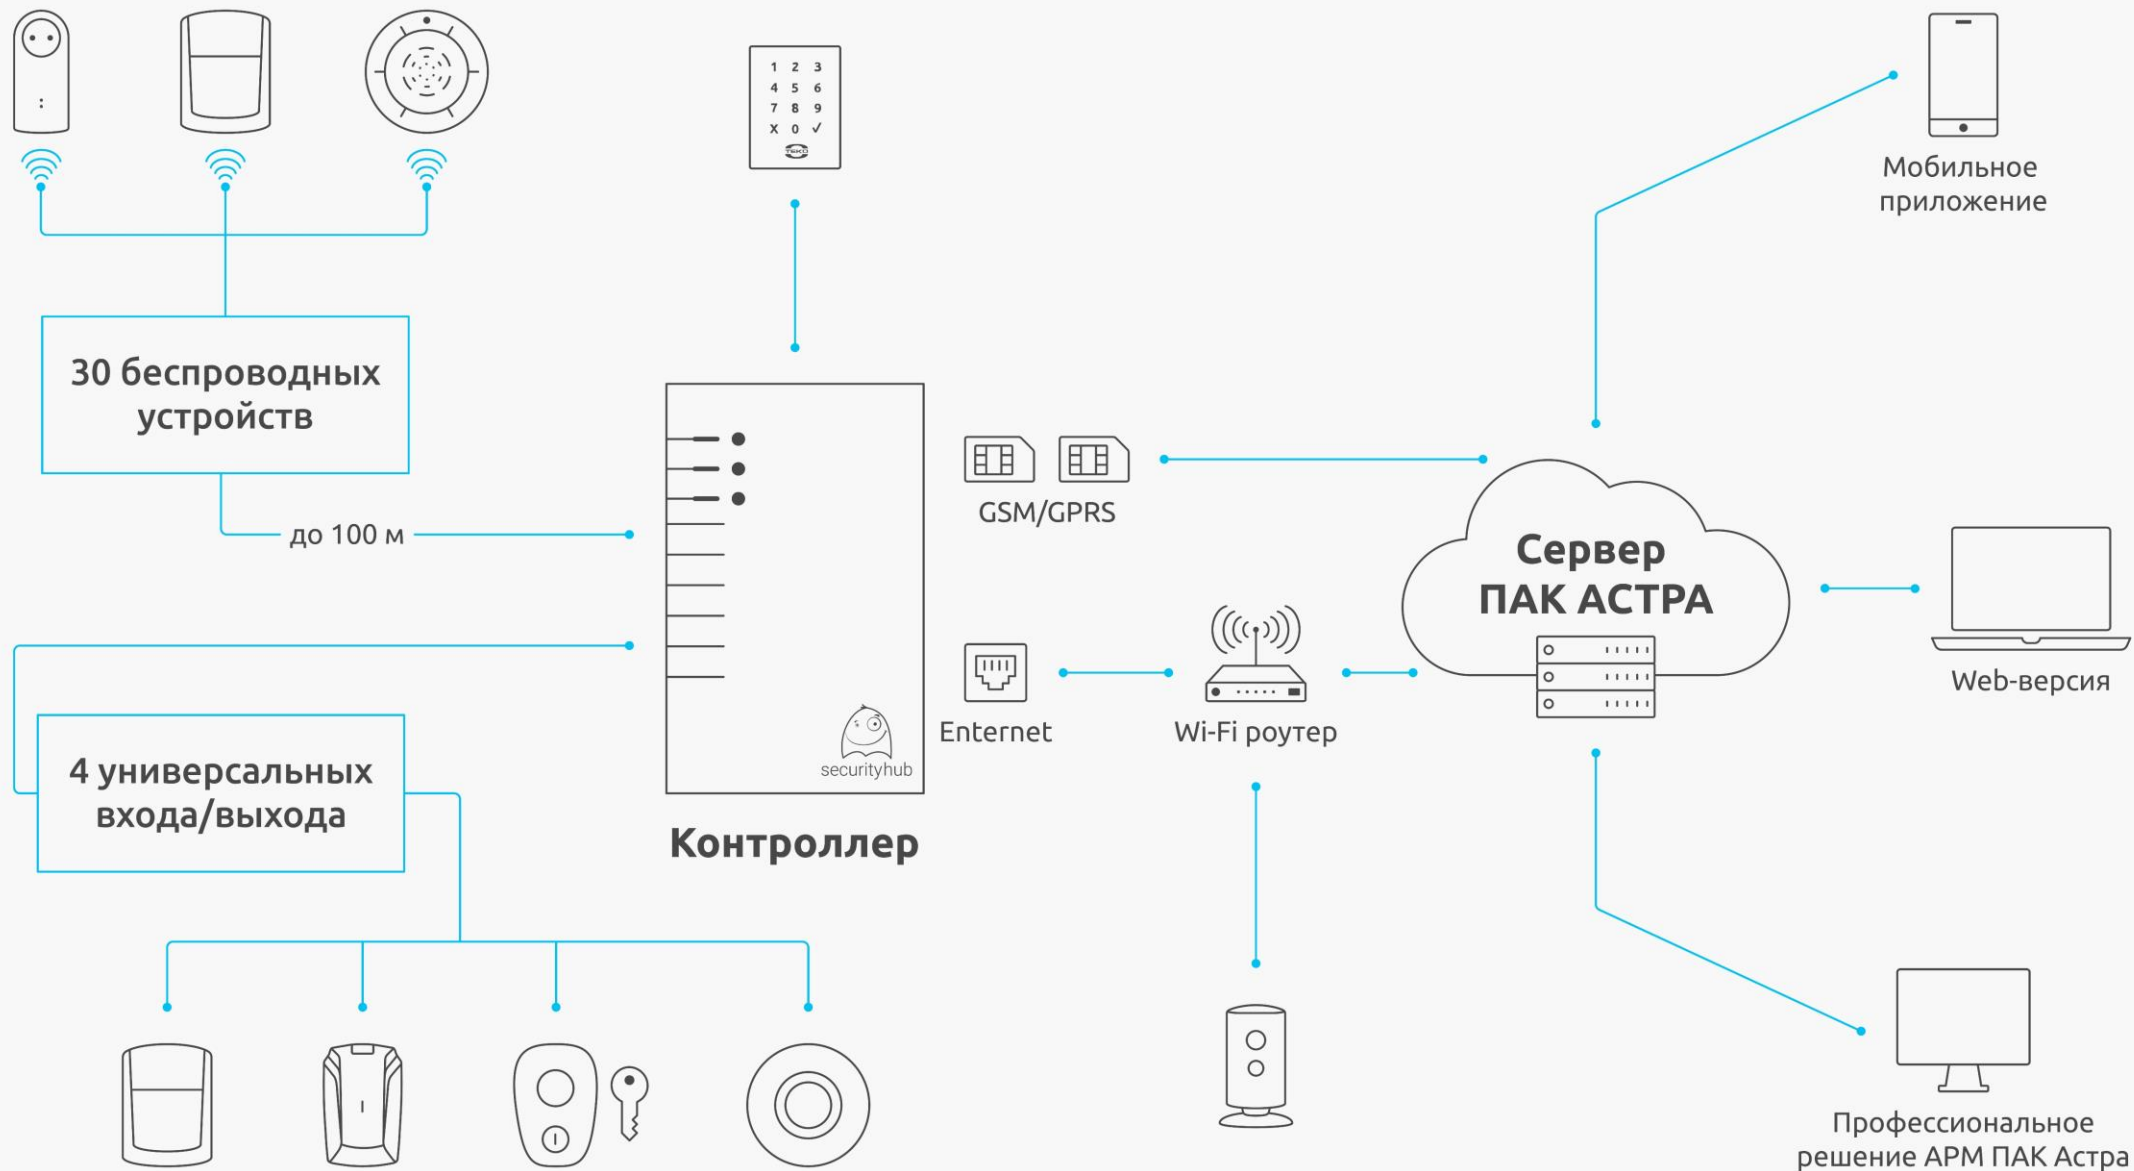 1 2 3
4 5 6
7 8 9
X 0 ✓
TEKO
Мобильное
приложение
30 беспроводных
устройств
до 100 м
GSM/GPRS
Сервер
ПАК АСТРА
Enternet
Wi-Fi роутер
Web-версия
4 универсальных
входа/выхода
securityhub
Контроллер
Профессиональное
решение АРМ ПАК Астра